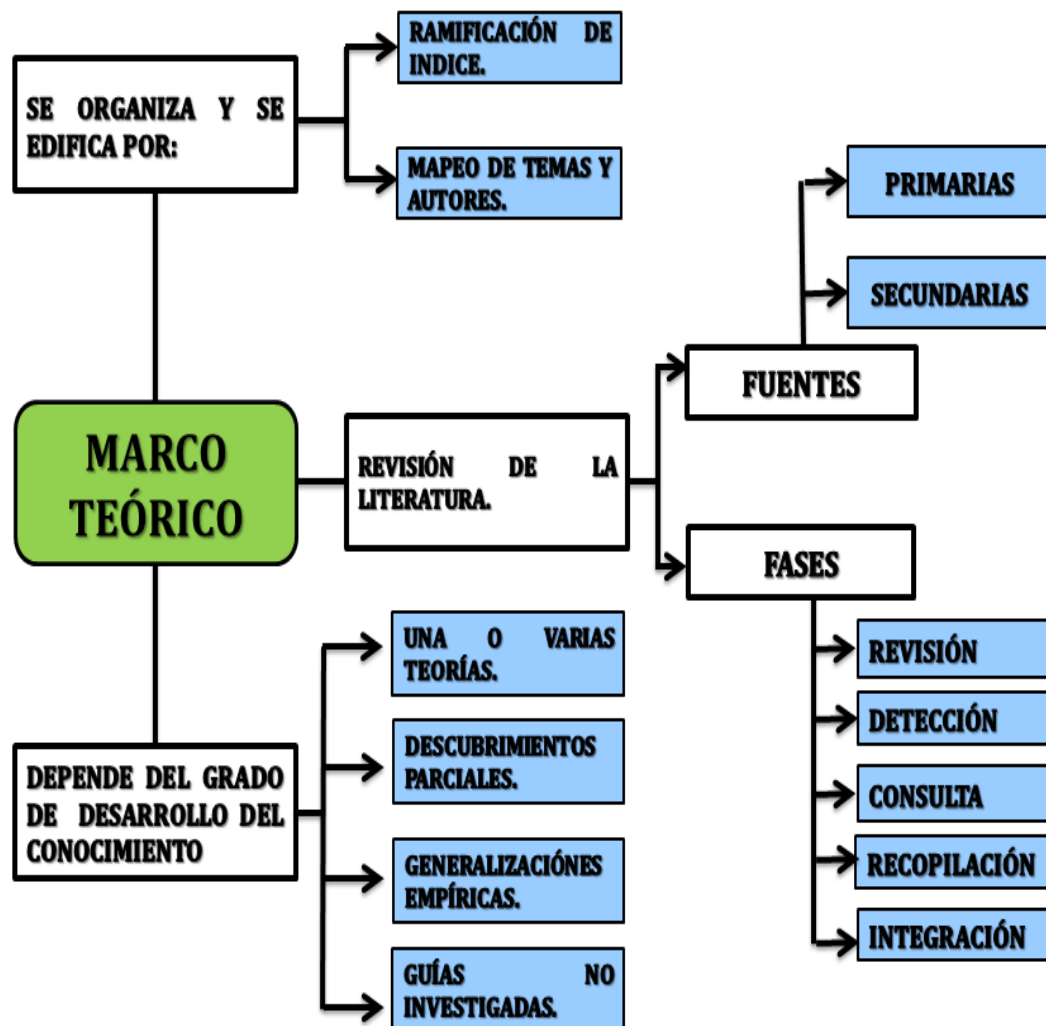 RAMIFICACIÓN DE
INDICE.
SE ORGANIZA Y SE
EDIFICA POR:
MAPEO DE TEMAS Y
AUTORES.
PRIMARIAS
SECUNDARIAS
FUENTES
MARCO
TEÓRICO
REVISIÓN DE LA
LITERATURA.
FASES
UNA O VARIAS
TEORÍAS.
DESCUBRIMIENTOS
PARCIALES.
DEPENDE DEL GRADO
DE DESARROLLO DEL
CONOCIMIENTO
GENERALIZACIÓNES
EMPÍRICAS.
GUÍAS NO
INVESTIGADAS.
REVISIÓN
DETECCIÓN
CONSULTA
RECOPILACIÓN
INTEGRACIÓN